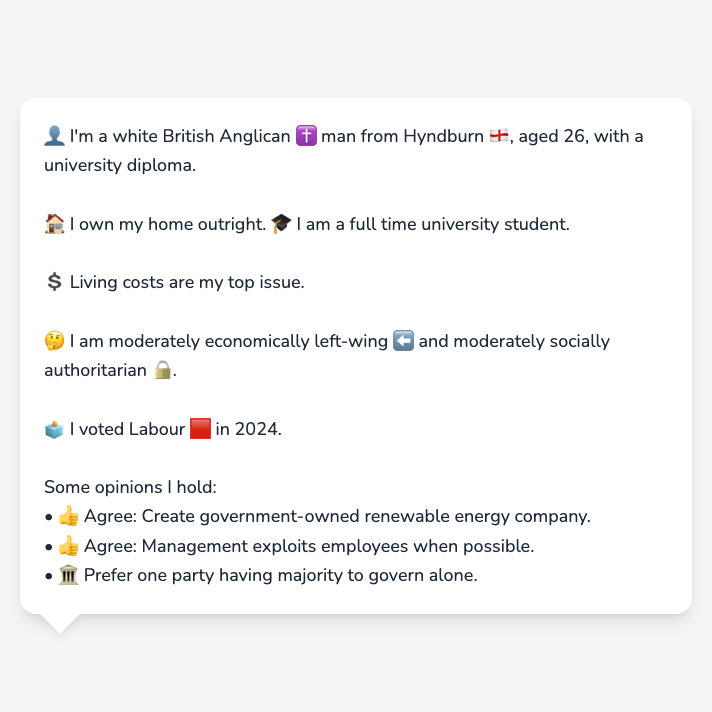 👤 I'm a white British Anglican ✝️ man from Hyndburn 🏴󠁧󠁢󠁥󠁮󠁧󠁿, aged 26, with a
university diploma.
🏠 I own my home outright. 🎓 I am a full time university student.
💲 Living costs are my top issue.
🤔 I am moderately economically left-wing ⬅️ and moderately socially
authoritarian 🔒.
🗳️ I voted Labour 🟥 in 2024.
Some opinions I hold:
• 👍 Agree: Create government-owned renewable energy company.
• 👍 Agree: Management exploits employees when possible.
• 🏛️ Prefer one party having majority to govern alone.